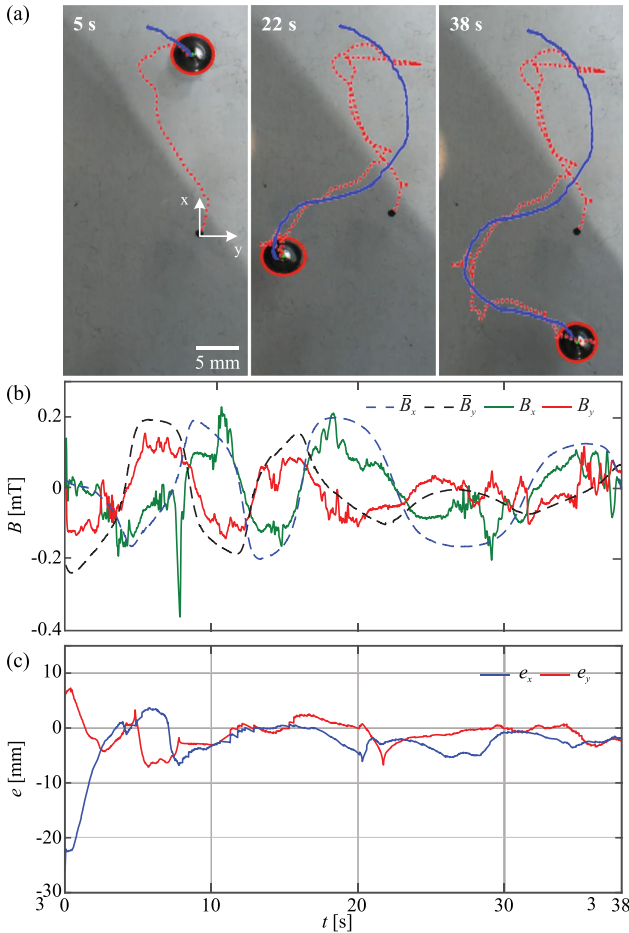 (a)
5 s
22 s
38 s
x
y
5 mm
(b)
B̄x B̄y Bx By
0.2
0
-0.2
-0.4
B [mT]
(c)
ex ey
10
0
-10
-20
-30
e [mm]
3 0 10 20 30 3 38
t [s]